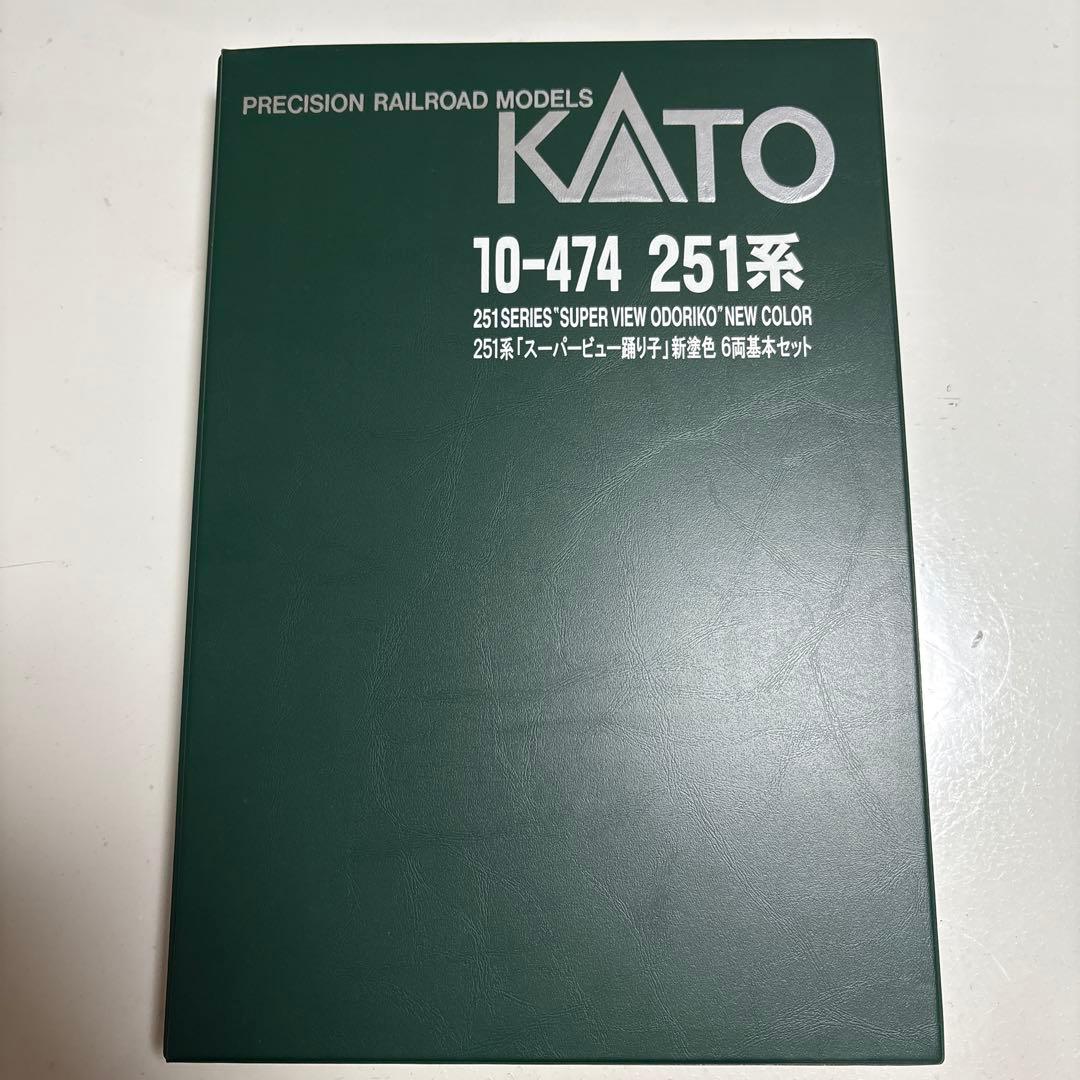 PRECISION RAILROAD MODELS
KATO
10-474 251系
251 SERIES "SUPER VIEW ODORIKO" NEW COLOR
251系「スーパービュー踊り子」新塗色 6両基本セット